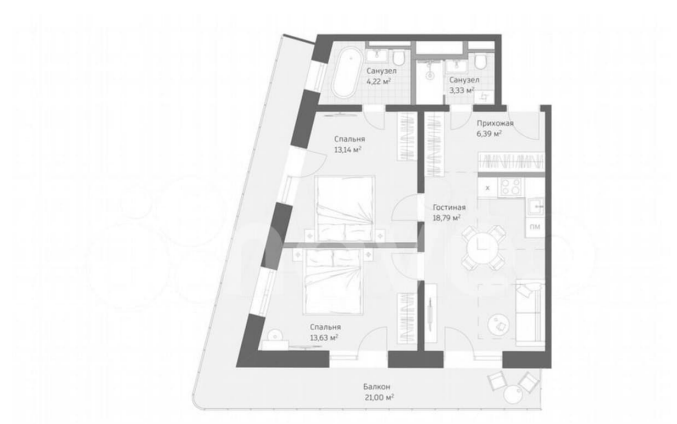 Санузел
4,22 м²
Санузел
3,33 м²
Прихожая
6,39 м²
Спальня
13,14 м²
Гостиная
18,79 м²
X
ПМ
Спальня
13,63 м²
Балкон
21,00 м²